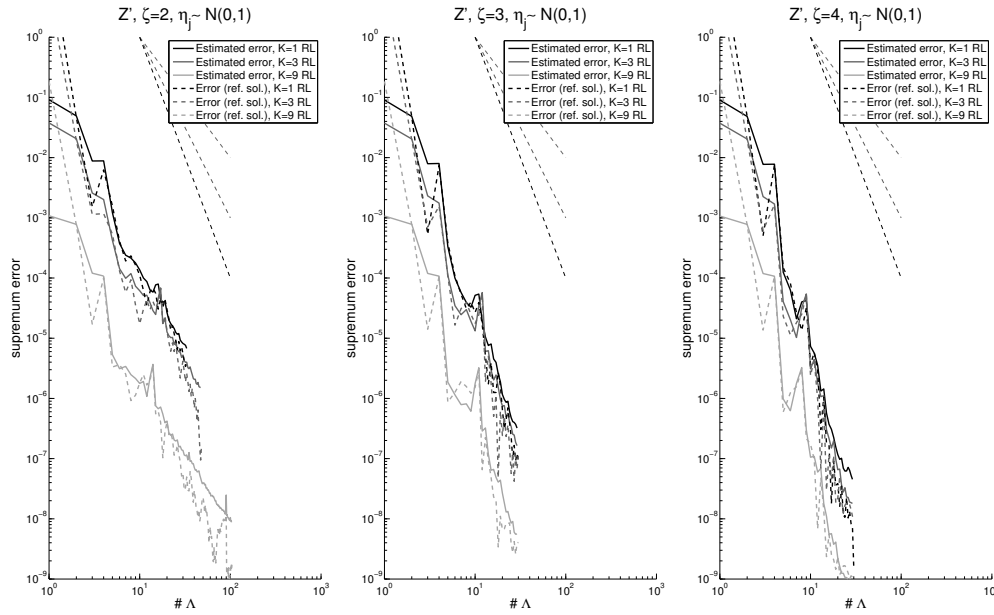 Z', ζ=2, ηj~ N(0,1)
10^0
10^-1
10^-2
10^-3
10^-4
10^-5
10^-6
10^-7
10^-8
10^-9
supremum error
10^0
10^1
10^2
10^3
# Λ
Estimated error, K=1 RL
Estimated error, K=3 RL
Estimated error, K=9 RL
Error (ref. sol.), K=1 RL
Error (ref. sol.), K=3 RL
Error (ref. sol.), K=9 RL
Z', ζ=3, ηj~ N(0,1)
10^0
10^-1
10^-2
10^-3
10^-4
10^-5
10^-6
10^-7
10^-8
10^-9
supremum error
10^0
10^1
10^2
10^3
# Λ
Estimated error, K=1 RL
Estimated error, K=3 RL
Estimated error, K=9 RL
Error (ref. sol.), K=1 RL
Error (ref. sol.), K=3 RL
Error (ref. sol.), K=9 RL
Z', ζ=4, ηj~ N(0,1)
10^0
10^-1
10^-2
10^-3
10^-4
10^-5
10^-6
10^-7
10^-8
10^-9
supremum error
10^0
10^1
10^2
10^3
# Λ
Estimated error, K=1 RL
Estimated error, K=3 RL
Estimated error, K=9 RL
Error (ref. sol.), K=1 RL
Error (ref. sol.), K=3 RL
Error (ref. sol.), K=9 RL